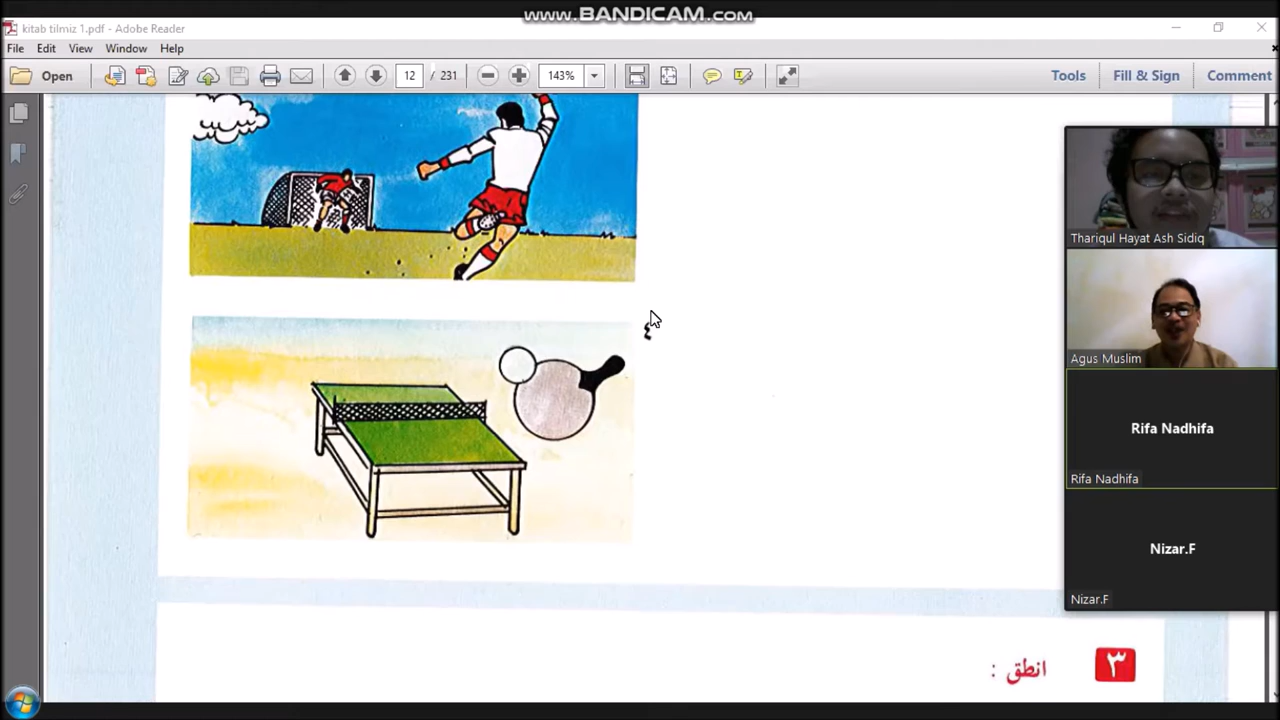 www.BANDICAM.com
kitab tilmiz 1.pdf - Adobe Reader
File Edit View Window Help
Open 12 / 231 143% Tools Fill & Sign Comment
Thariqul Hayat Ash Sidiq
Agus Muslim
Rifa Nadhifa
Rifa Nadhifa
Nizar.F
Nizar.F
٤
٣ انطق :